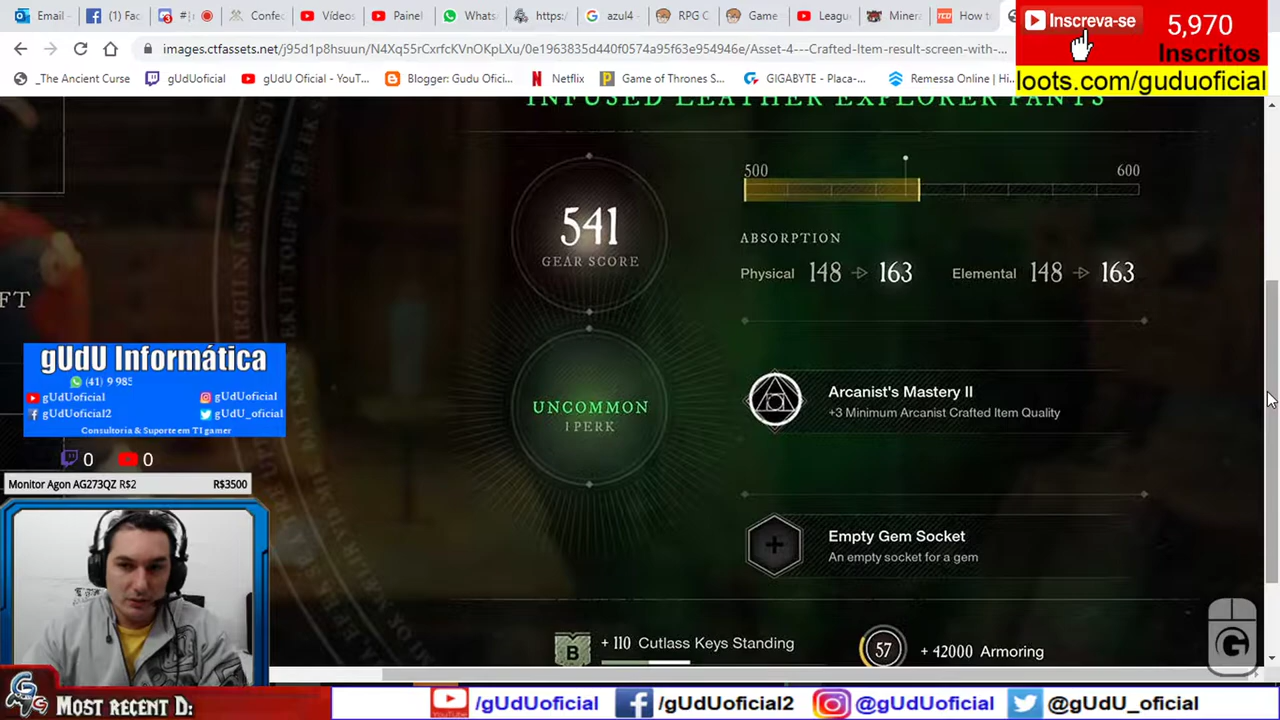 Email
(1) Fac
#|
Confec
Vídeos
Painel
Whats
https:/
azul4 -
RPG C
Game
Leagu
Minera
How to
Inscreva-se
5,970
Inscritos
loots.com/guduoficial
images.ctfassets.net/j95d1p8hsuun/N4Xq55rCxrfcKVnOKpLXu/0e1963835d440f0574a95f63e954946e/Asset-4---Crafted-Item-result-screen-with-...
_The Ancient Curse
gUdUoficial
gUdU Oficial - YouT...
Blogger: Gudu Ofici...
Netflix
Game of Thrones S...
GIGABYTE - Placa-...
Remessa Online | Hi...
INFUSED LEATHER EXPLORER PANTS
500
600
541
GEAR SCORE
ABSORPTION
Physical 148 163
Elemental 148 163
FT
UNCOMMON
1 PERK
Arcanist's Mastery II
+3 Minimum Arcanist Crafted Item Quality
Empty Gem Socket
An empty socket for a gem
B + 110 Cutlass Keys Standing
57 + 42000 Armoring
gUdU Informática
(41) 9 985
gUdUoficial
gUdUoficial
gUdUoficial2
gUdU_oficial
Consultoria & Suporte em TI gamer
0
0
Monitor Agon AG273QZ R$2
R$3500
G
MOST RECENT D:
/gUdUoficial
/gUdUoficial2
@gUdUoficial
@gUdU_oficial